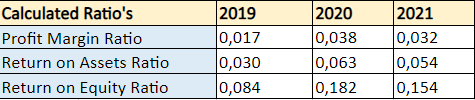 Calculated Ratio's 2019 2020 2021
Profit Margin Ratio 0,017 0,038 0,032
Return on Assets Ratio 0,030 0,063 0,054
Return on Equity Ratio 0,084 0,182 0,154